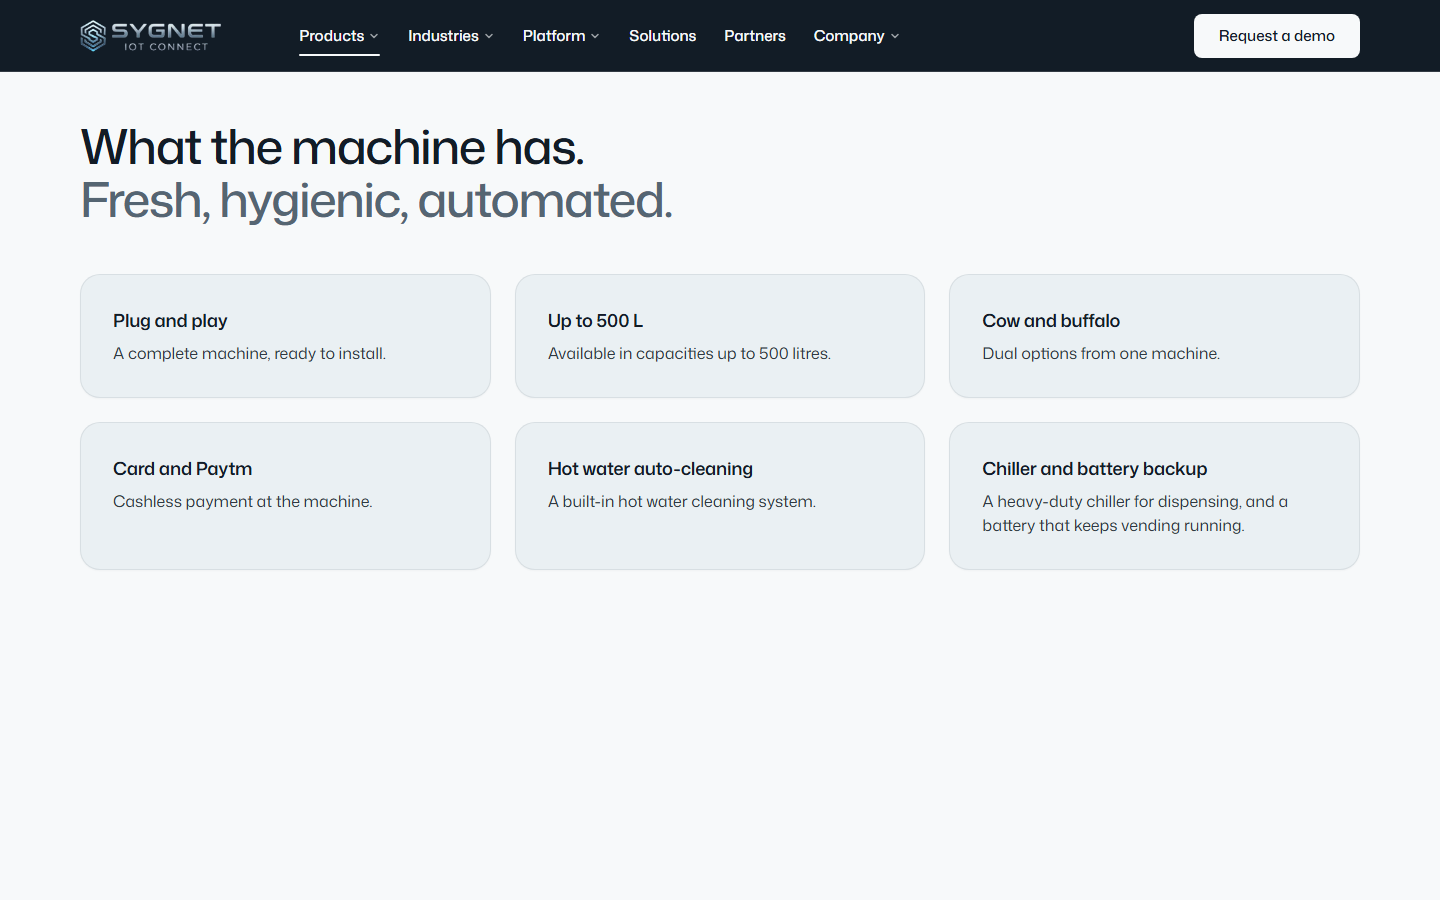 SYGNET
IOT CONNECT
Products
Industries
Platform
Solutions
Partners
Company
Request a demo
What the machine has.
Fresh, hygienic, automated.
Plug and play
A complete machine, ready to install.
Up to 500 L
Available in capacities up to 500 litres.
Cow and buffalo
Dual options from one machine.
Card and Paytm
Cashless payment at the machine.
Hot water auto-cleaning
A built-in hot water cleaning system.
Chiller and battery backup
A heavy-duty chiller for dispensing, and a
battery that keeps vending running.